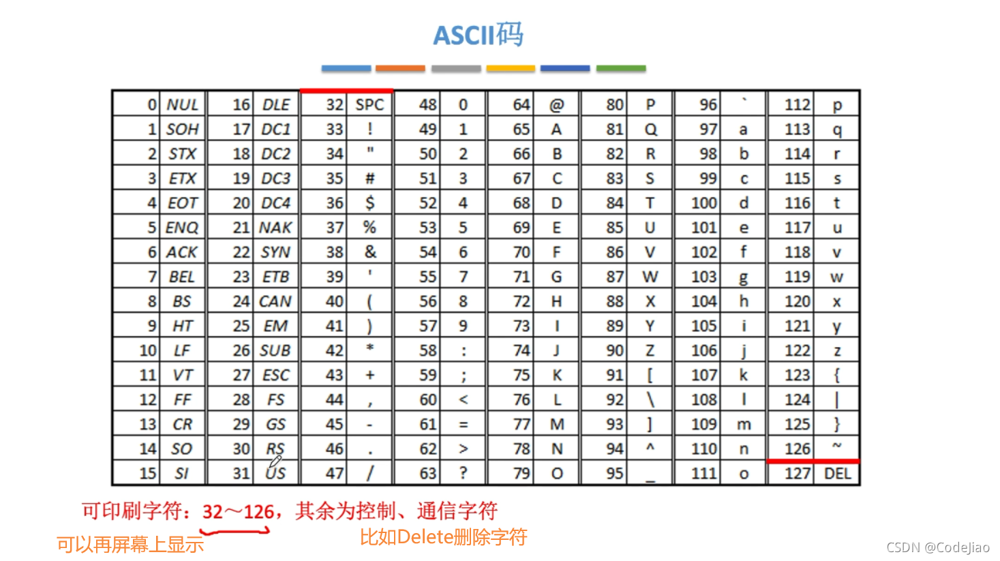 ASCII码
0 NUL 16 DLE 32 SPC 48 0 64 @ 80 P 96 ` 112 p
1 SOH 17 DC1 33 ! 49 1 65 A 81 Q 97 a 113 q
2 STX 18 DC2 34 " 50 2 66 B 82 R 98 b 114 r
3 ETX 19 DC3 35 # 51 3 67 C 83 S 99 c 115 s
4 EOT 20 DC4 36 $ 52 4 68 D 84 T 100 d 116 t
5 ENQ 21 NAK 37 % 53 5 69 E 85 U 101 e 117 u
6 ACK 22 SYN 38 & 54 6 70 F 86 V 102 f 118 v
7 BEL 23 ETB 39 ' 55 7 71 G 87 W 103 g 119 w
8 BS 24 CAN 40 ( 56 8 72 H 88 X 104 h 120 x
9 HT 25 EM 41 ) 57 9 73 I 89 Y 105 i 121 y
10 LF 26 SUB 42 * 58 : 74 J 90 Z 106 j 122 z
11 VT 27 ESC 43 + 59 ; 75 K 91 [ 107 k 123 {
12 FF 28 FS 44 , 60 < 76 L 92 \ 108 l 124 |
13 CR 29 GS 45 - 61 = 77 M 93 ] 109 m 125 }
14 SO 30 RS 46 . 62 > 78 N 94 ^ 110 n 126 ~
15 SI 31 US 47 / 63 ? 79 O 95 _ 111 o 127 DEL
可印刷字符：32～126，其余为控制、通信字符
可以再屏幕上显示
比如Delete删除字符
CSDN @CodeJiao